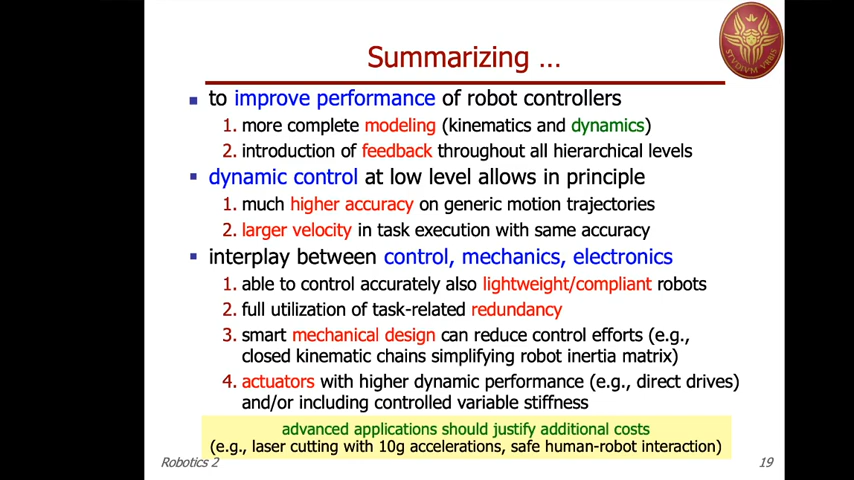 Summarizing ...
to improve performance of robot controllers
1. more complete modeling (kinematics and dynamics)
2. introduction of feedback throughout all hierarchical levels
dynamic control at low level allows in principle
1. much higher accuracy on generic motion trajectories
2. larger velocity in task execution with same accuracy
interplay between control, mechanics, electronics
1. able to control accurately also lightweight/compliant robots
2. full utilization of task-related redundancy
3. smart mechanical design can reduce control efforts (e.g.,
closed kinematic chains simplifying robot inertia matrix)
4. actuators with higher dynamic performance (e.g., direct drives)
and/or including controlled variable stiffness
advanced applications should justify additional costs
(e.g., laser cutting with 10g accelerations, safe human-robot interaction)
Robotics 2
19
STVDIVM VRBIS